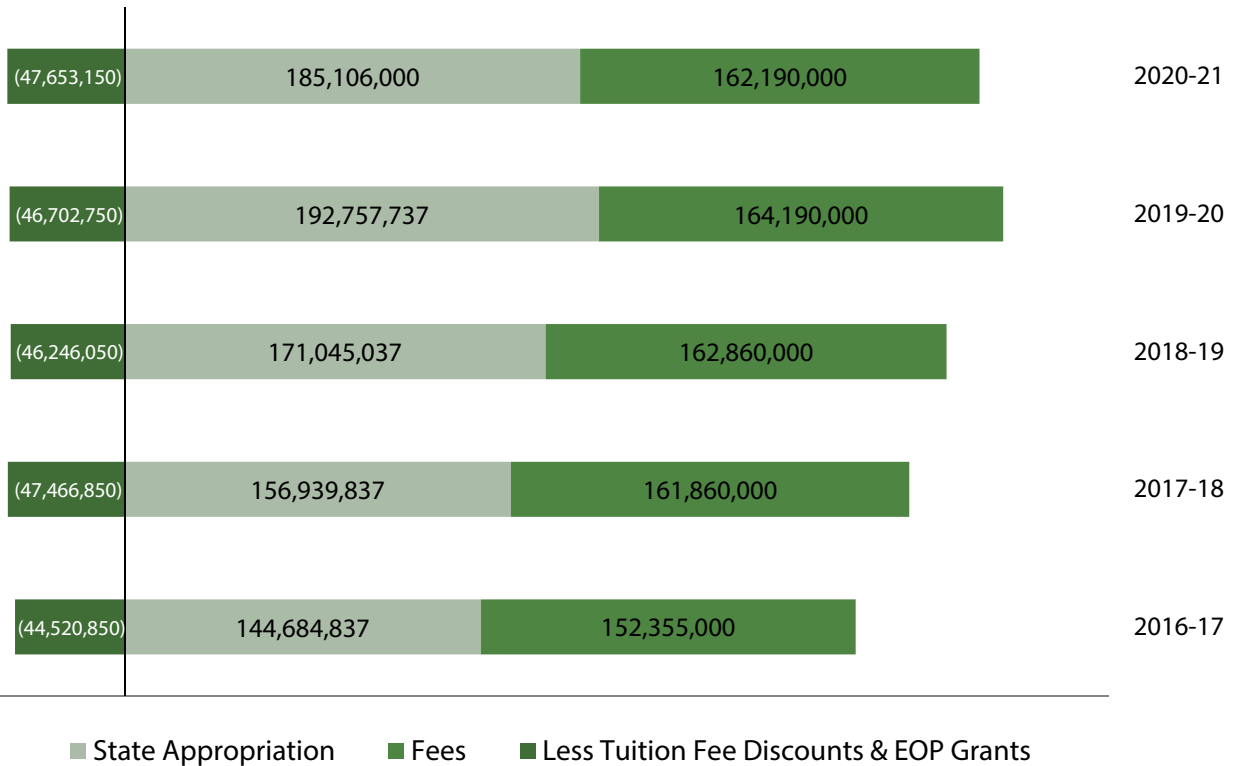 (47,653,150) 185,106,000 162,190,000 2020-21
(46,702,750) 192,757,737 164,190,000 2019-20
(46,246,050) 171,045,037 162,860,000 2018-19
(47,466,850) 156,939,837 161,860,000 2017-18
(44,520,850) 144,684,837 152,355,000 2016-17
State Appropriation Fees Less Tuition Fee Discounts & EOP Grants